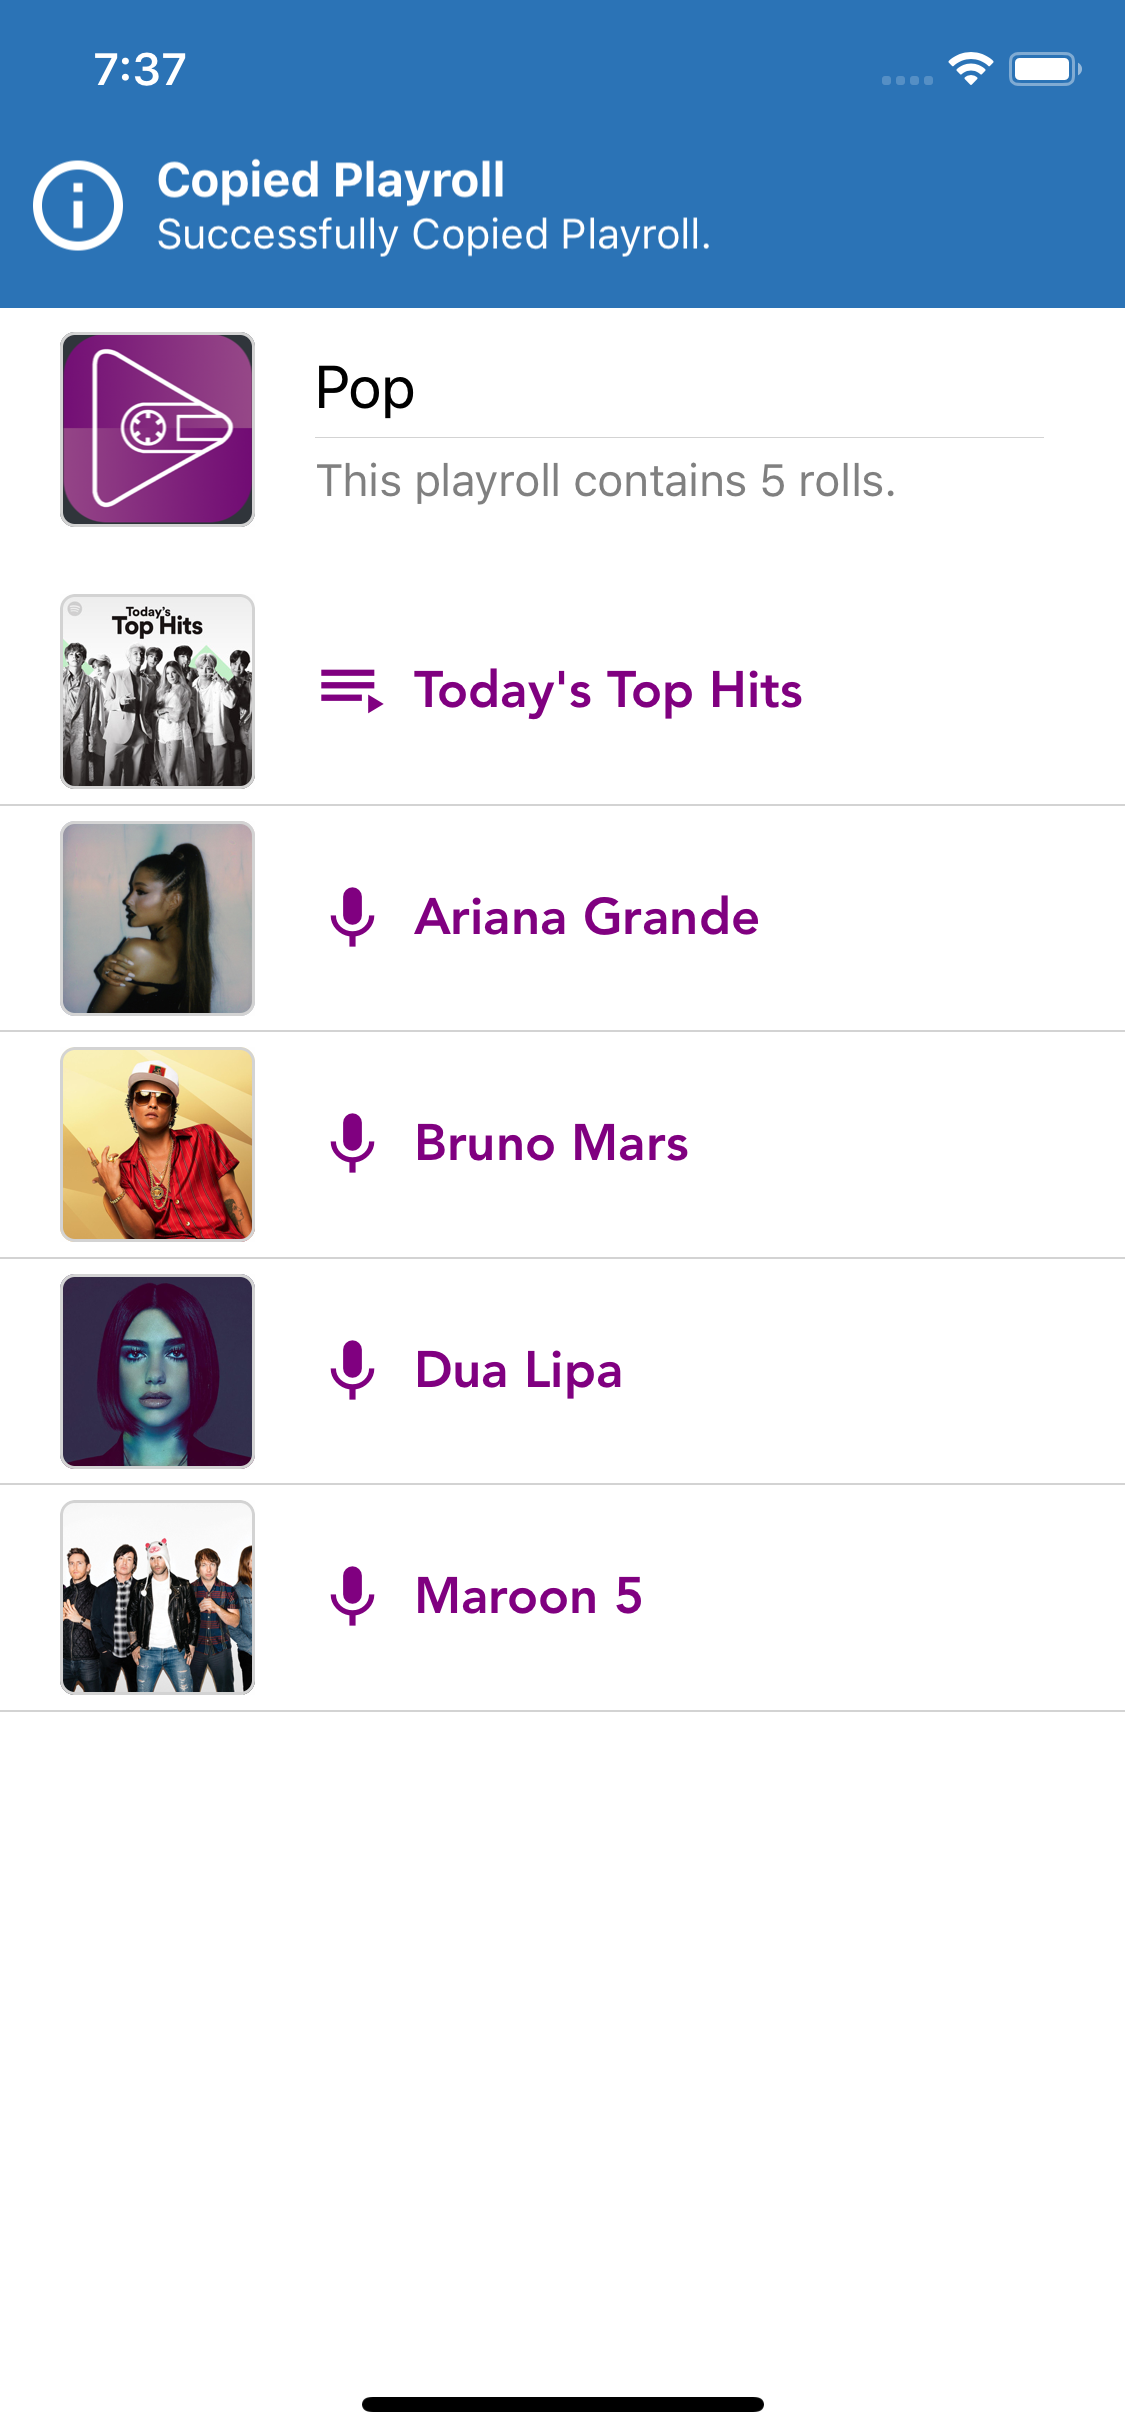 7:37
Copied Playroll
Successfully Copied Playroll.
Pop
This playroll contains 5 rolls.
Today's
Top Hits
Today's Top Hits
Ariana Grande
Bruno Mars
Dua Lipa
Maroon 5